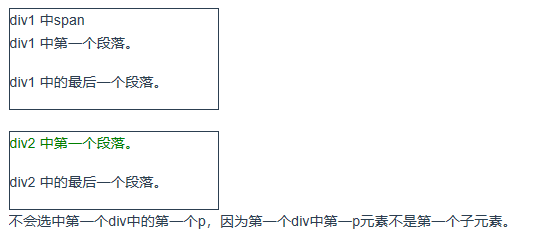 div1 中span
div1 中第一个段落。
div1 中的最后一个段落。
div2 中第一个段落。
div2 中的最后一个段落。
不会选中第一个div中的第一个p，因为第一个div中第一p元素不是第一个子元素。